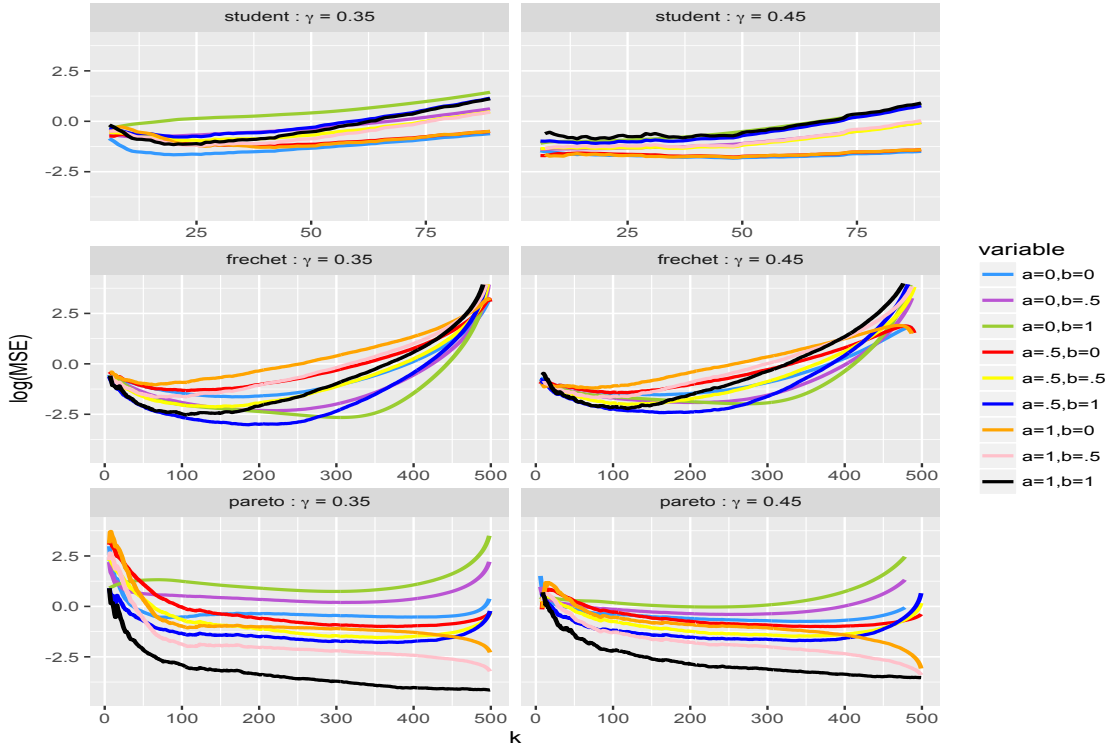 student : γ = 0.35
student : γ = 0.45
2.5
0.0
-2.5
25
50
75
25
50
75
frechet : γ = 0.35
frechet : γ = 0.45
2.5
0.0
-2.5
0
100
200
300
400
500
0
100
200
300
400
500
pareto : γ = 0.35
pareto : γ = 0.45
2.5
0.0
-2.5
0
100
200
300
400
500
0
100
200
300
400
500
log(MSE)
k
variable
a=0,b=0
a=0,b=.5
a=0,b=1
a=.5,b=0
a=.5,b=.5
a=.5,b=1
a=1,b=0
a=1,b=.5
a=1,b=1